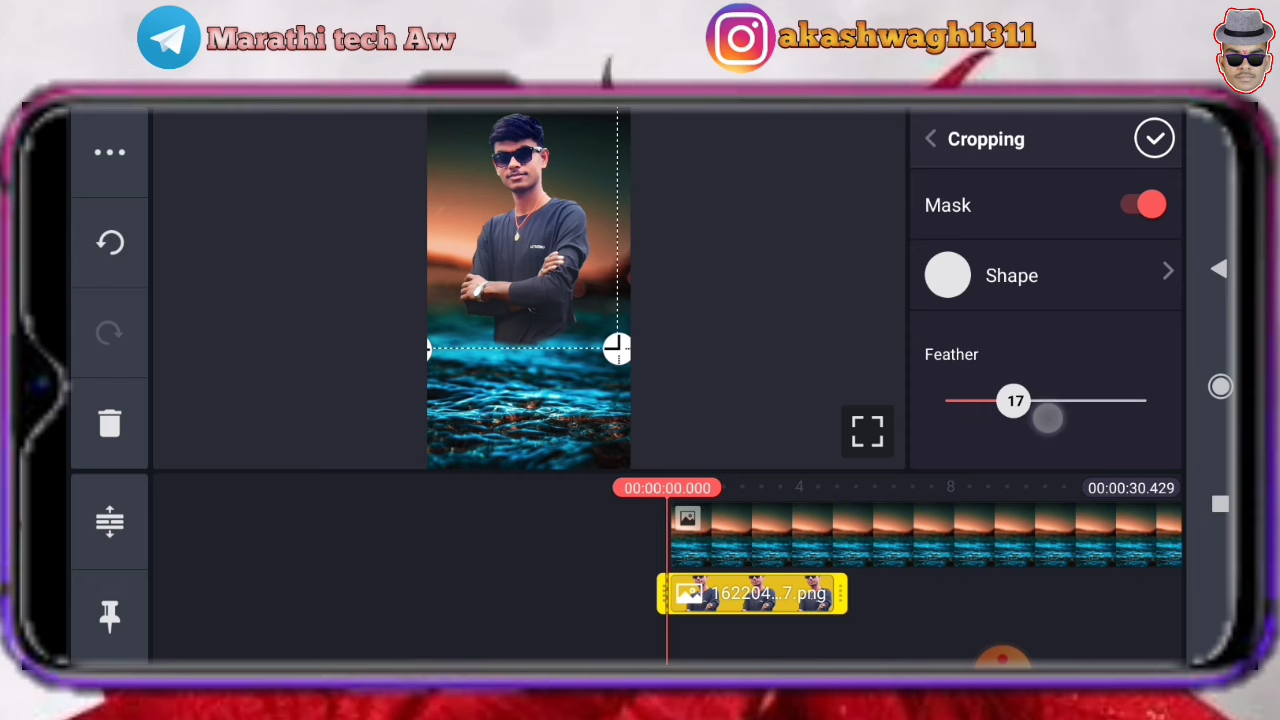 Marathi tech Aw
akashwagh1311
Cropping
Mask
Shape
Feather
17
00:00:00.000
4
8
00:00:30.429
162204...7.png